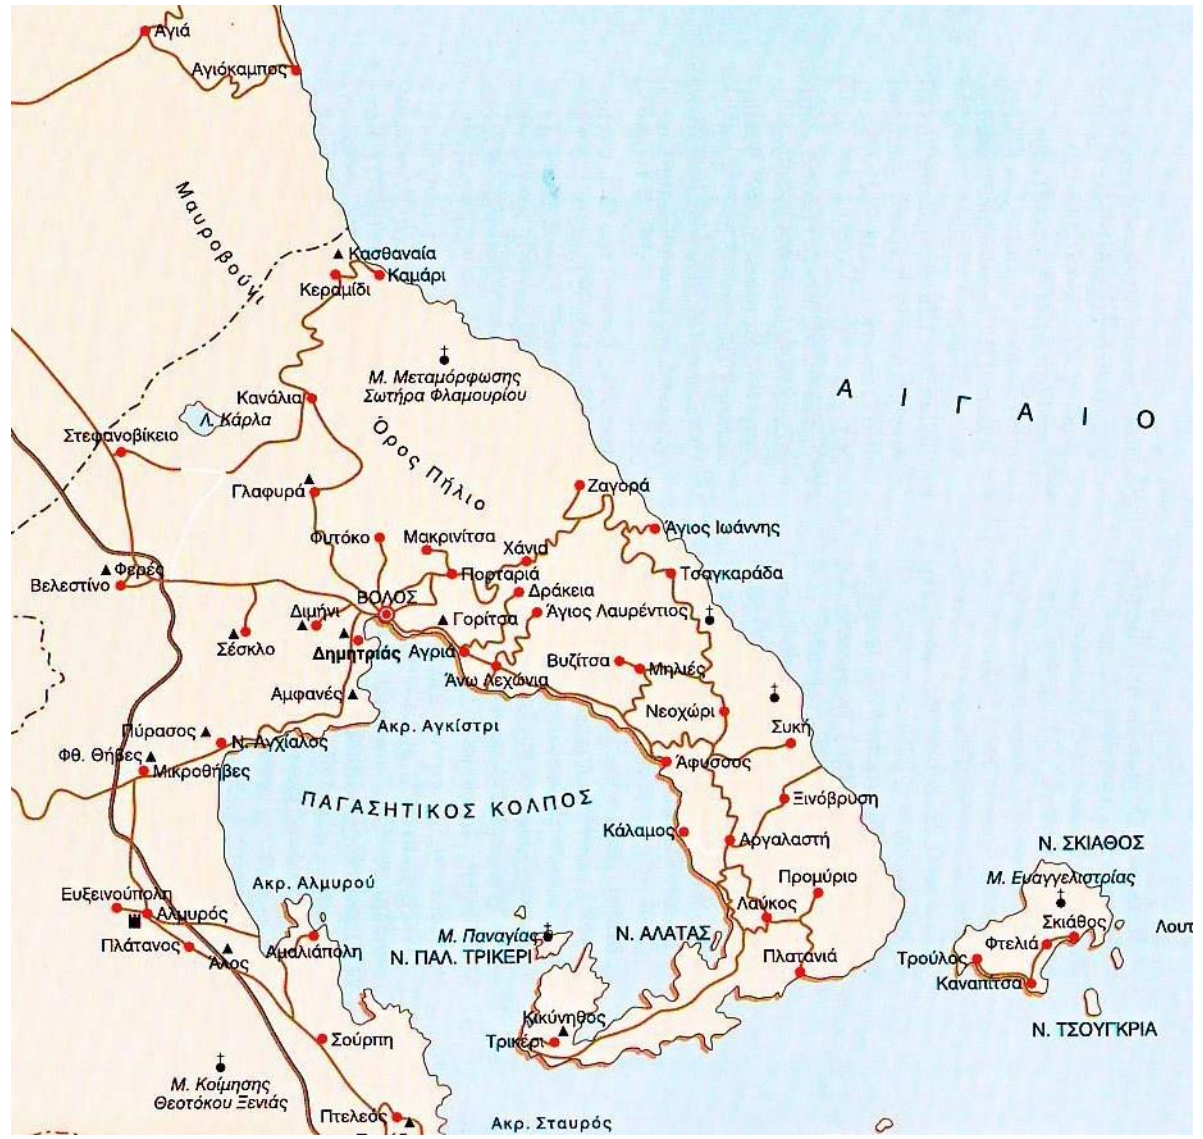 Αγιά
Αγιόκαμπος
Μαυροβούνι
Κασθαναία
Καμάρι
Κεραμίδι
Μ. Μεταμόρφωσης
Σωτήρα Φλαμουρίου
Α Ι Γ Α Ι Ο
Κανάλια
Λ. Κάρλα
Στεφανοβίκειο
Όρος Πήλιο
Γλαφυρά
Ζαγορά
Φυτόκο
Μακρινίτσα
Άγιος Ιωάννης
Χάνια
Φερές
Πορταριά
Τσαγκαράδα
Βελεστίνο
ΒΟΛΟΣ
Δράκεια
Διμήνι
Γορίτσα
Άγιος Λαυρέντιος
Σέσκλο
Δημητριάς
Αγριά
Βυζίτσα
Μηλιές
Άνω Λεχώνια
Αμφανές
Νεοχώρι
Ακρ. Αγκίστρι
Συκή
Πύρασος
Ν. Αγχίαλος
Φθ. Θήβες
Μικροθήβες
Άφυσσος
ΠΑΓΑΣΗΤΙΚΟΣ ΚΟΛΠΟΣ
Ξινόβρυση
Κάλαμος
Αργαλαστή
Ν. ΣΚΙΑΘΟΣ
Ακρ. Αλμυρού
Προμύριο
Μ. Ευαγγελιστρίας
Ευξεινούπολη
Αλμυρός
Λαύκος
Σκιάθος
Λουτ
Πλάτανος
Άλος
Αμαλιάπολη
Μ. Παναγίας
Ν. ΠΑΛ. ΤΡΙΚΕΡΙ
Ν. ΑΛΑΤΑΣ
Πλατανιά
Φτελιά
Τρούλος
Καναπίτσα
Κικύνηθος
Τρικέρι
Ν. ΤΣΟΥΓΚΡΙΑ
Σούρπη
Μ. Κοίμησης
Θεοτόκου Ξενιάς
Πτελεός
Ακρ. Σταυρός